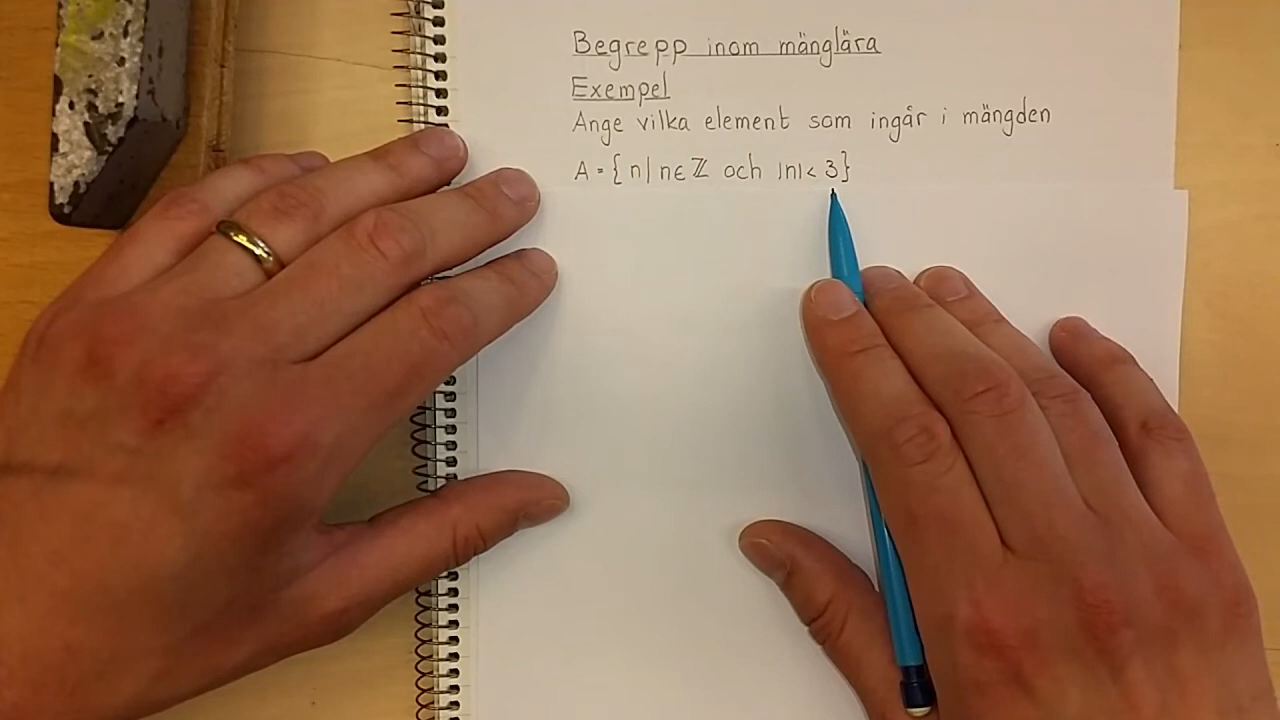 Begrepp inom mänglära
Exempel
Ange vilka element som ingår i mängden
A = { n | n ∈ ℤ och |n| < 3 }